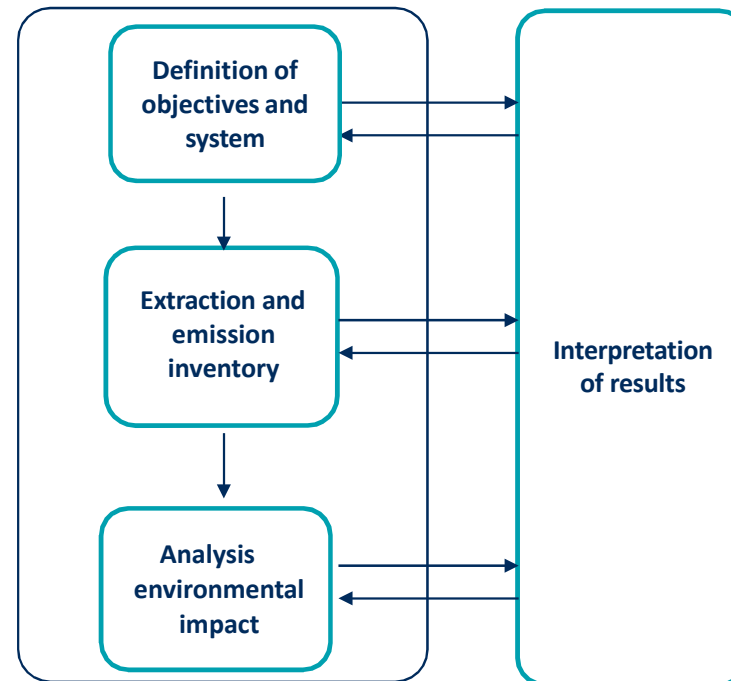 Definition of
objectives and
system
Extraction and
emission
inventory
Interpretation
of results
Analysis
environmental
impact